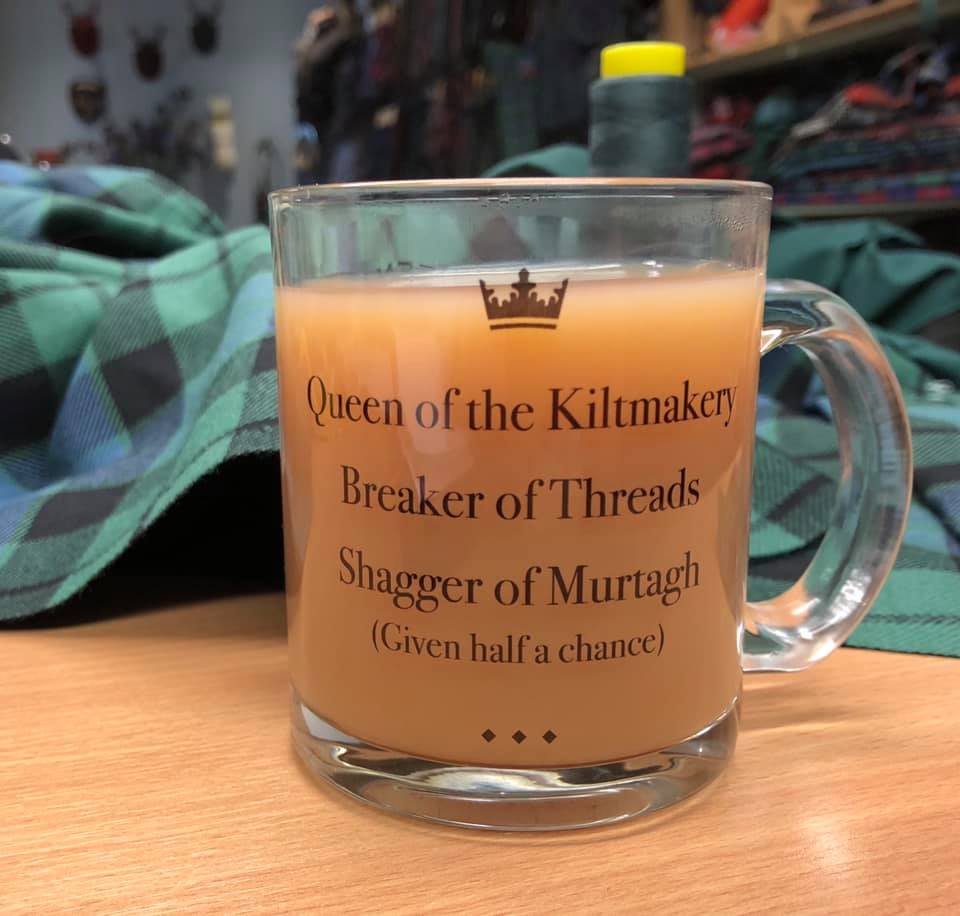 Queen of the Kiltmakery
Breaker of Threads
Shagger of Murtagh
(Given half a chance)